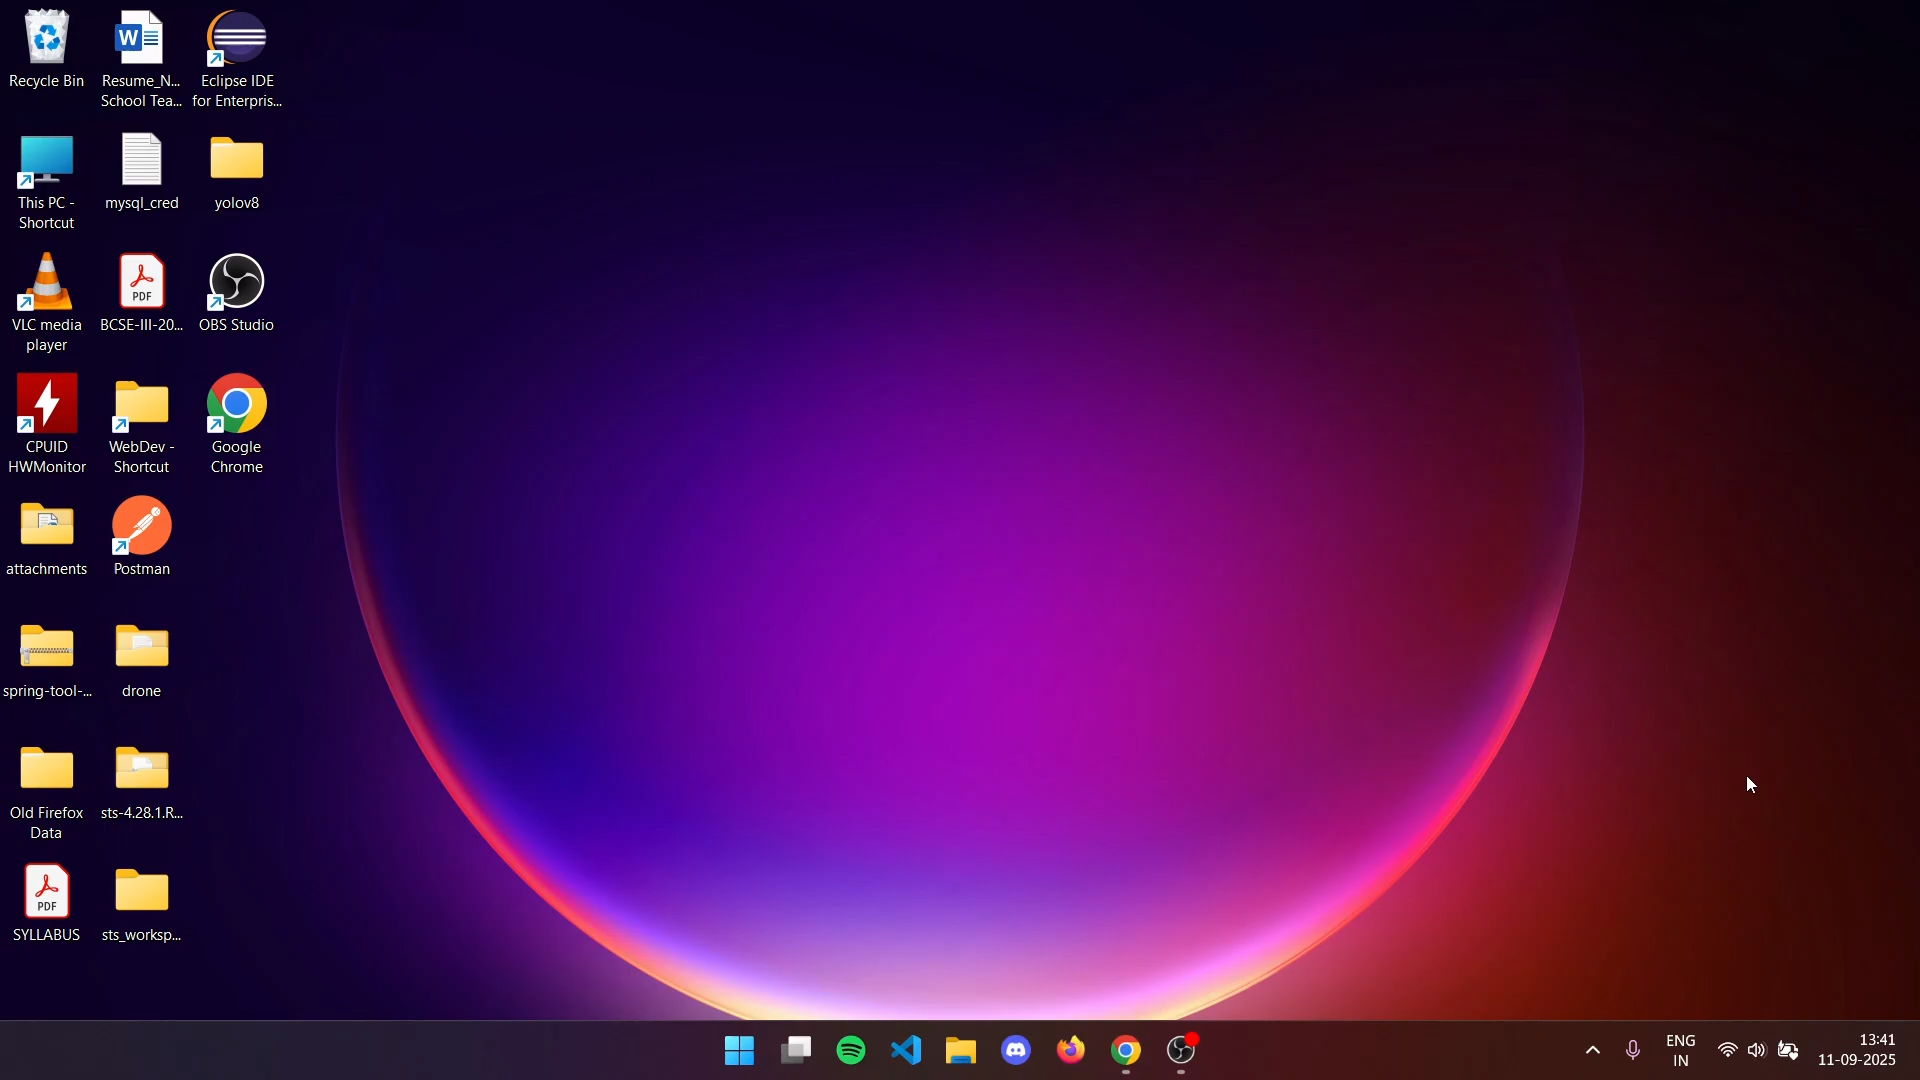 Recycle Bin
Resume_N...
School Tea...
Eclipse IDE
for Enterpris...
This PC -
Shortcut
mysql_cred
yolov8
VLC media
player
PDF
BCSE-III-20...
OBS Studio
CPUID
HWMonitor
WebDev -
Shortcut
Google
Chrome
attachments
Postman
spring-tool-...
drone
Old Firefox
Data
sts-4.28.1.R...
PDF
SYLLABUS
sts_worksp...
W
ENG
IN
13:41
11-09-2025